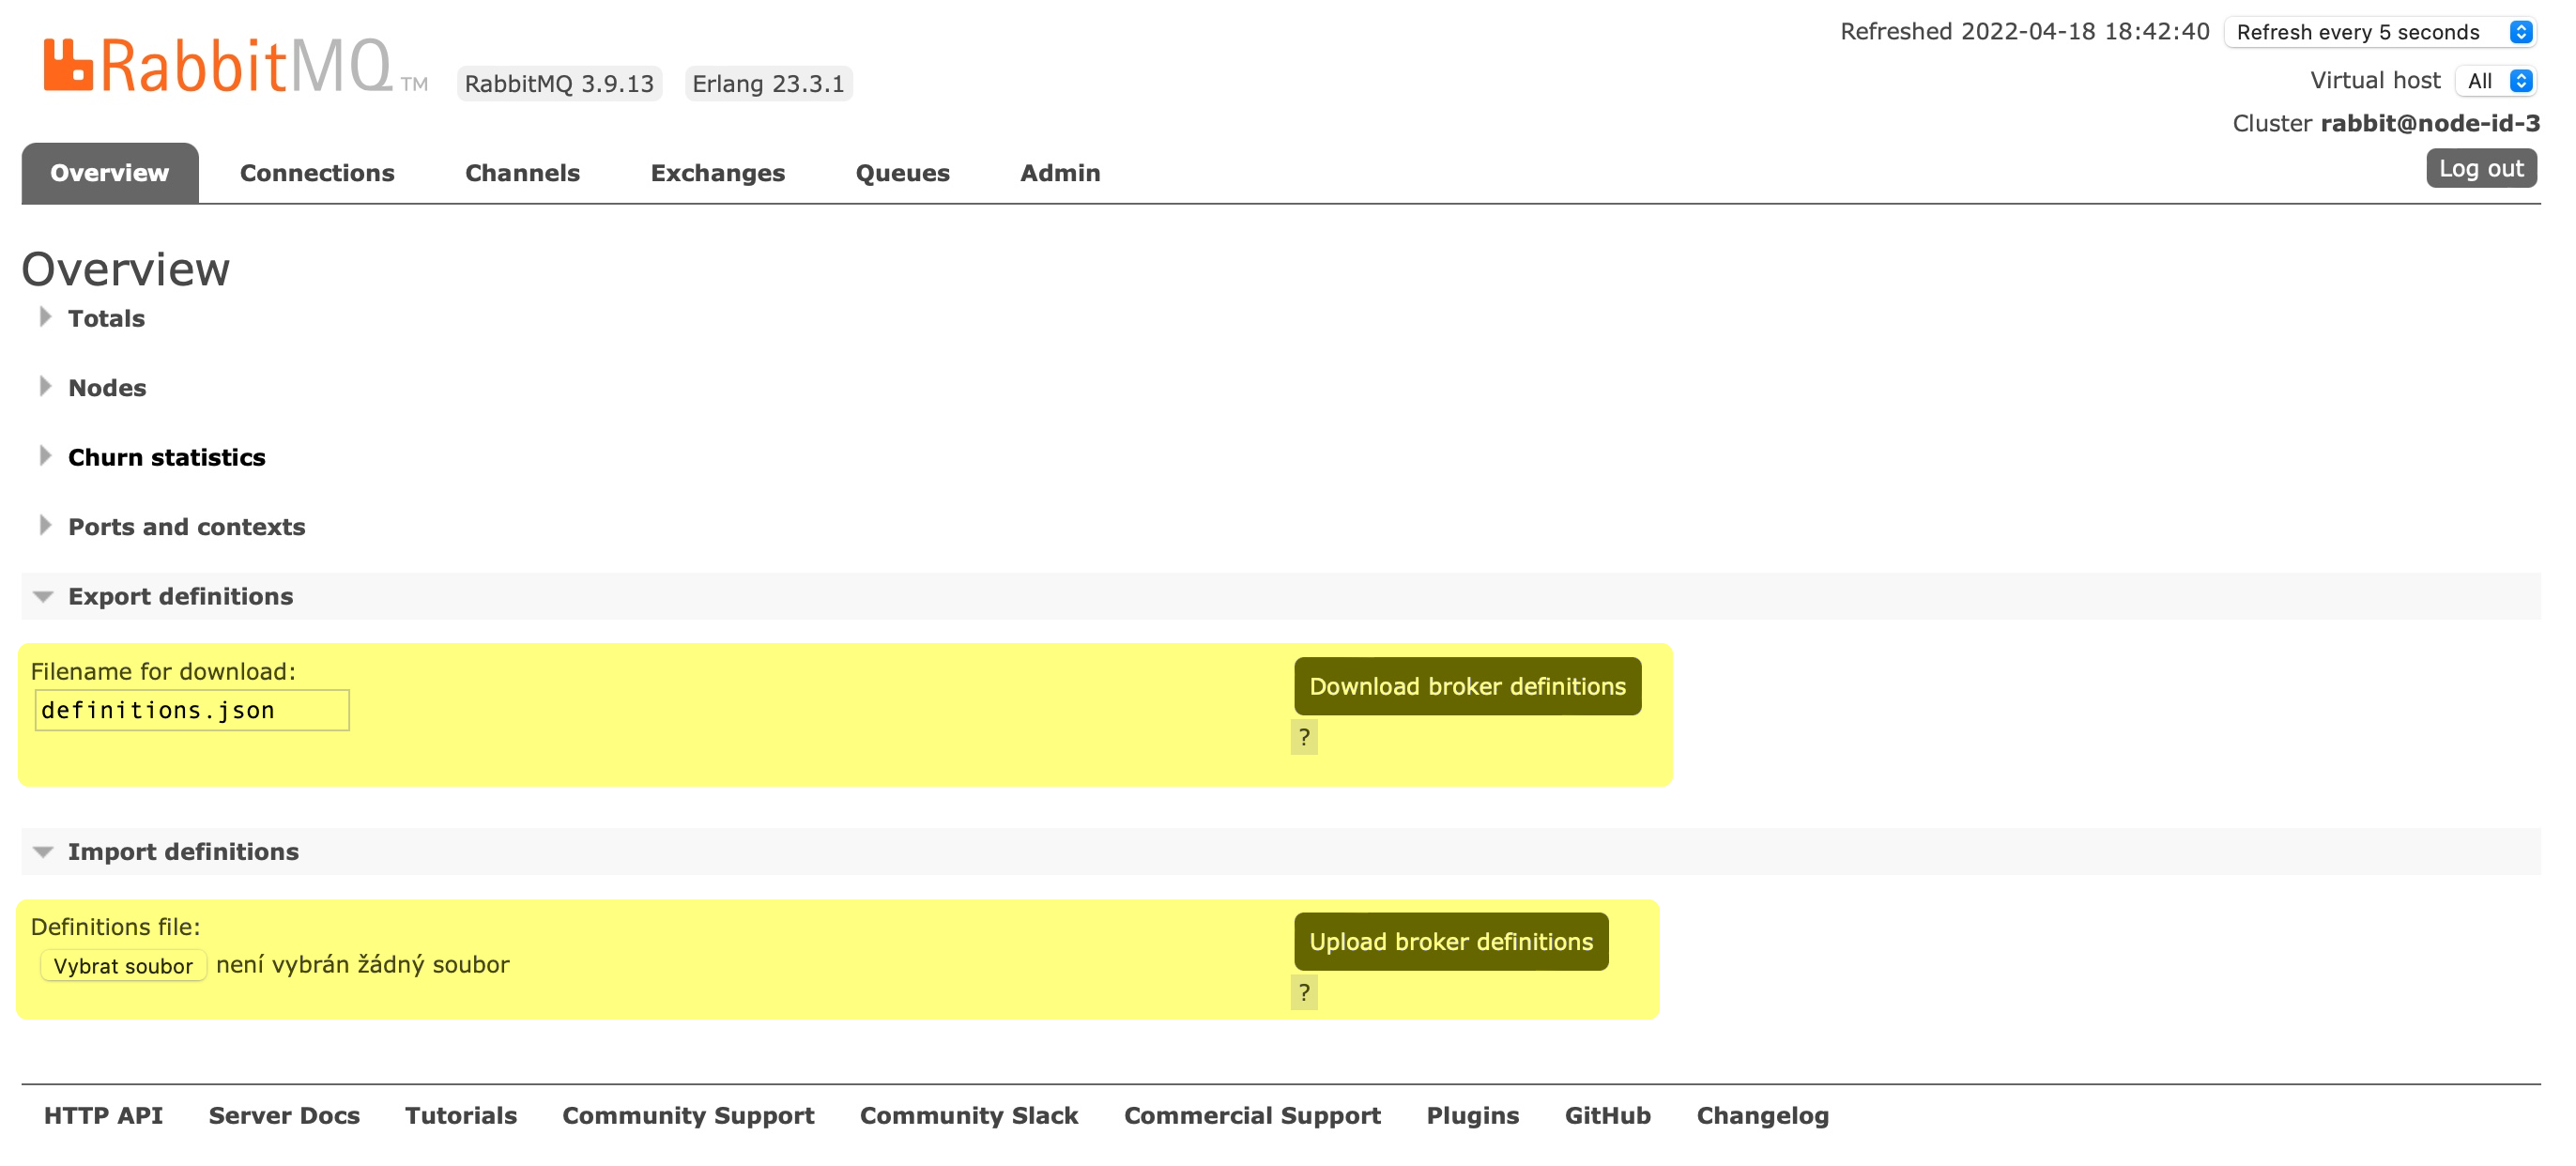 RabbitMQ TM RabbitMQ 3.9.13 Erlang 23.3.1
Refreshed 2022-04-18 18:42:40 Refresh every 5 seconds
Virtual host All
Cluster rabbit@node-id-3
Log out
Overview Connections Channels Exchanges Queues Admin
Overview
Totals
Nodes
Churn statistics
Ports and contexts
Export definitions
Filename for download:
definitions.json
Download broker definitions
?
Import definitions
Definitions file:
Vybrat soubor není vybrán žádný soubor
Upload broker definitions
?
HTTP API Server Docs Tutorials Community Support Community Slack Commercial Support Plugins GitHub Changelog